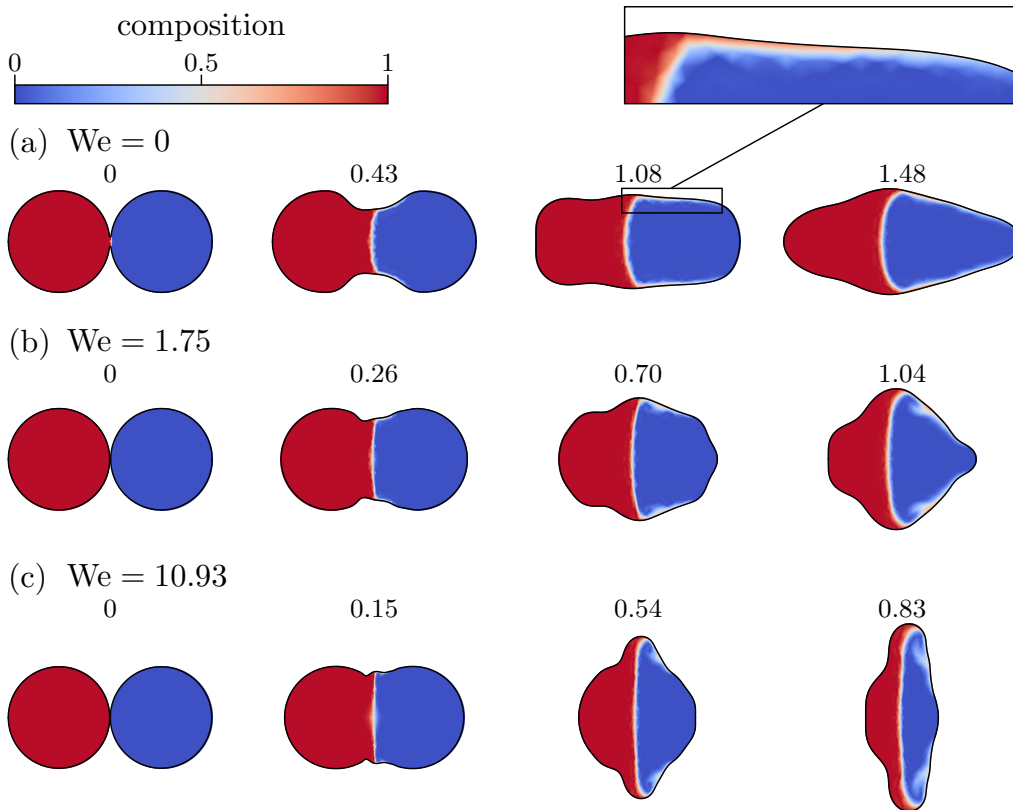 composition
0 0.5 1
(a) We = 0
0 0.43 1.08 1.48
(b) We = 1.75
0 0.26 0.70 1.04
(c) We = 10.93
0 0.15 0.54 0.83